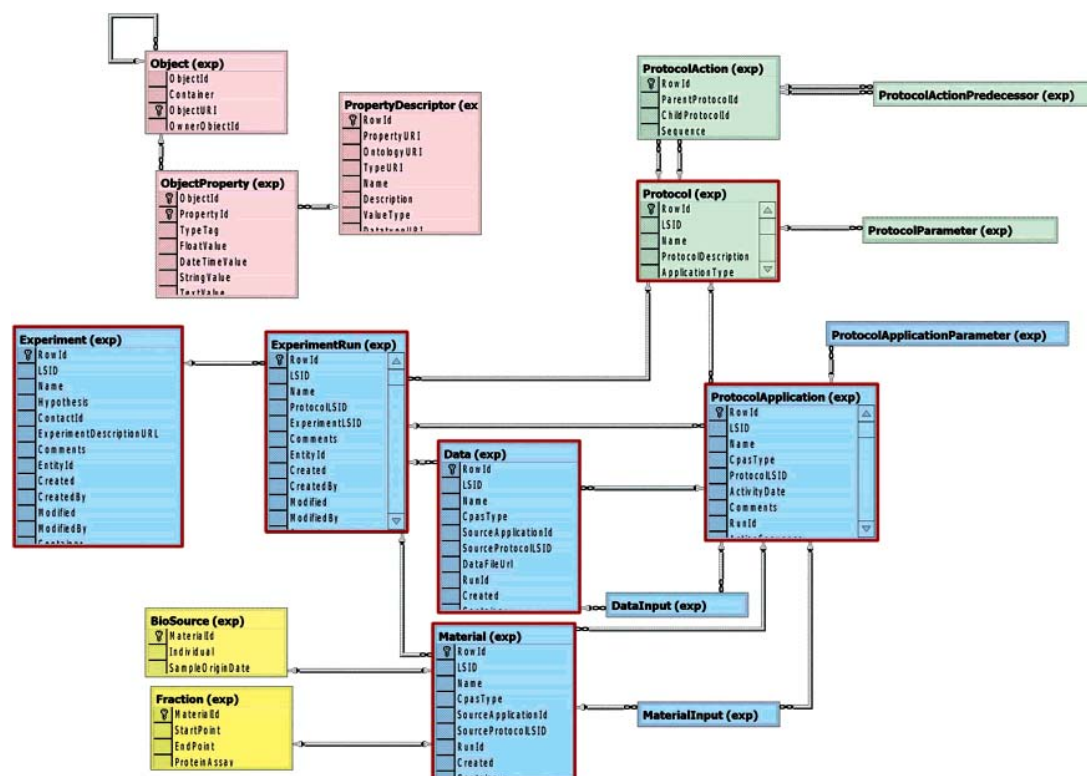 Object (exp)
ObjectId
Container
ObjectURI
OwnerObjectId
PropertyDescriptor (ex
RowId
PropertyURI
OntologyURI
TypeURI
Name
Description
ValueType
DatatypeURI
ObjectProperty (exp)
ObjectId
PropertyId
TypeTag
FloatValue
DateTimeValue
StringValue
TextValue
ProtocolAction (exp)
RowId
ParentProtocolId
ChildProtocolId
Sequence
ProtocolActionPredecessor (exp)
Protocol (exp)
RowId
LSID
Name
ProtocolDescription
ApplicationType
ProtocolParameter (exp)
Experiment (exp)
RowId
LSID
Name
Hypothesis
ContactId
ExperimentDescriptionURL
Comments
EntityId
Created
CreatedBy
Modified
ModifiedBy
Container
ExperimentRun (exp)
RowId
LSID
Name
ProtocolLSID
ExperimentLSID
Comments
EntityId
Created
CreatedBy
Modified
ModifiedBy
ProtocolApplicationParameter (exp)
ProtocolApplication (exp)
RowId
LSID
Name
CpasType
ProtocolLSID
ActivityDate
Comments
RunId
Data (exp)
RowId
LSID
Name
CpasType
SourceApplicationId
SourceProtocolLSID
DataFileUrl
RunId
Created
Container
DataInput (exp)
BioSource (exp)
MaterialId
Individual
SampleOriginDate
Fraction (exp)
MaterialId
StartPoint
EndPoint
ProteinAssay
Material (exp)
RowId
LSID
Name
CpasType
SourceApplicationId
SourceProtocolLSID
RunId
Created
MaterialInput (exp)